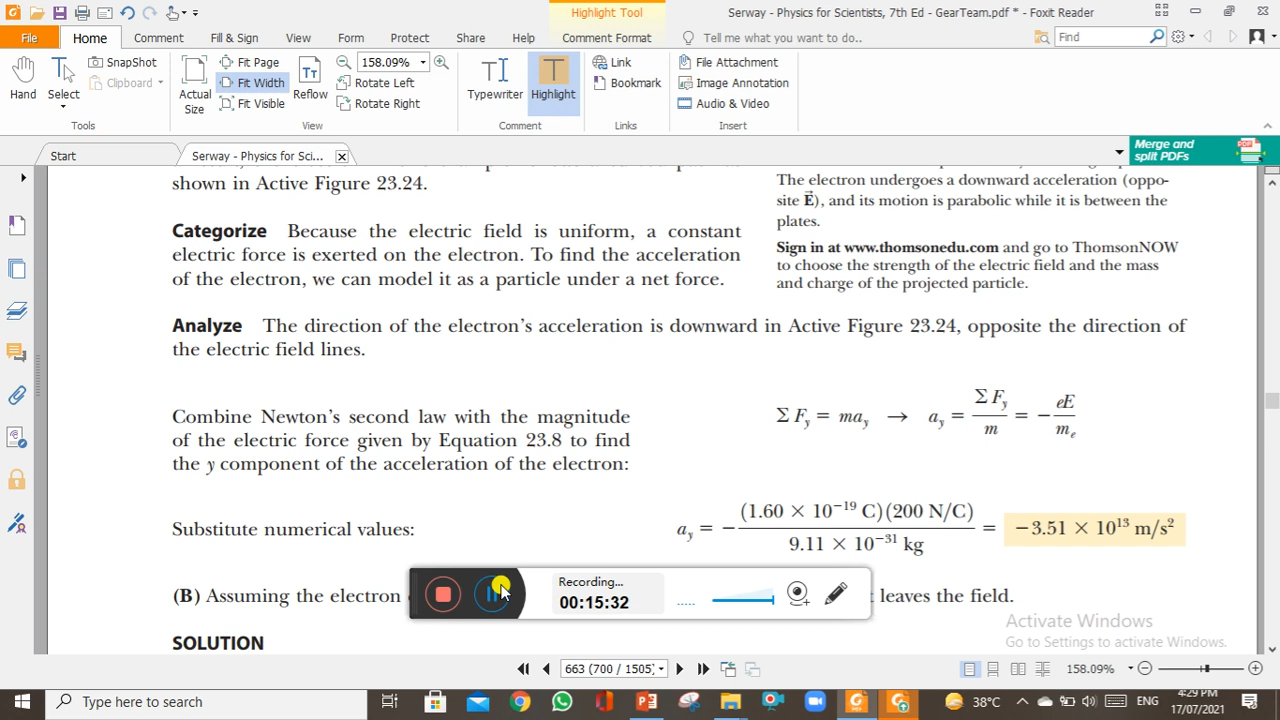 Highlight Tool
Serway - Physics for Scientists, 7th Ed - GearTeam.pdf * - Foxit Reader
File Home Comment Fill & Sign View Form Protect Share Help Comment Format Tell me what you want to do.. Find
Hand
Select
SnapShot
Clipboard
Tools
Actual Size
Fit Page
Fit Width
Fit Visible
Reflow
158.09%
Rotate Left
Rotate Right
View
Typewriter
Highlight
Comment
Link
Bookmark
Links
File Attachment
Image Annotation
Audio & Video
Insert
Start
Serway - Physics for Sci...
Merge and
split PDFs
shown in Active Figure 23.24.
Categorize Because the electric field is uniform, a constant
electric force is exerted on the electron. To find the acceleration
of the electron, we can model it as a particle under a net force.
The electron undergoes a downward acceleration (oppo-
site E⃗), and its motion is parabolic while it is between the
plates.
Sign in at www.thomsonedu.com and go to ThomsonNOW
to choose the strength of the electric field and the mass
and charge of the projected particle.
Analyze The direction of the electron's acceleration is downward in Active Figure 23.24, opposite the direction of
the electric field lines.
Combine Newton's second law with the magnitude
of the electric force given by Equation 23.8 to find
the y component of the acceleration of the electron:
Σ F_y = ma_y → a_y = Σ F_y / m = − eE / m_e
Substitute numerical values:
a_y = − (1.60 × 10⁻¹⁹ C)(200 N/C) / 9.11 × 10⁻³¹ kg = −3.51 × 10¹³ m/s²
(B) Assuming the electron
leaves the field.
SOLUTION
Recording...
00:15:32
Activate Windows
Go to Settings to activate Windows.
663 (700 / 1505)
158.09%
Type here to search
38°C
ENG
4:29 PM
17/07/2021